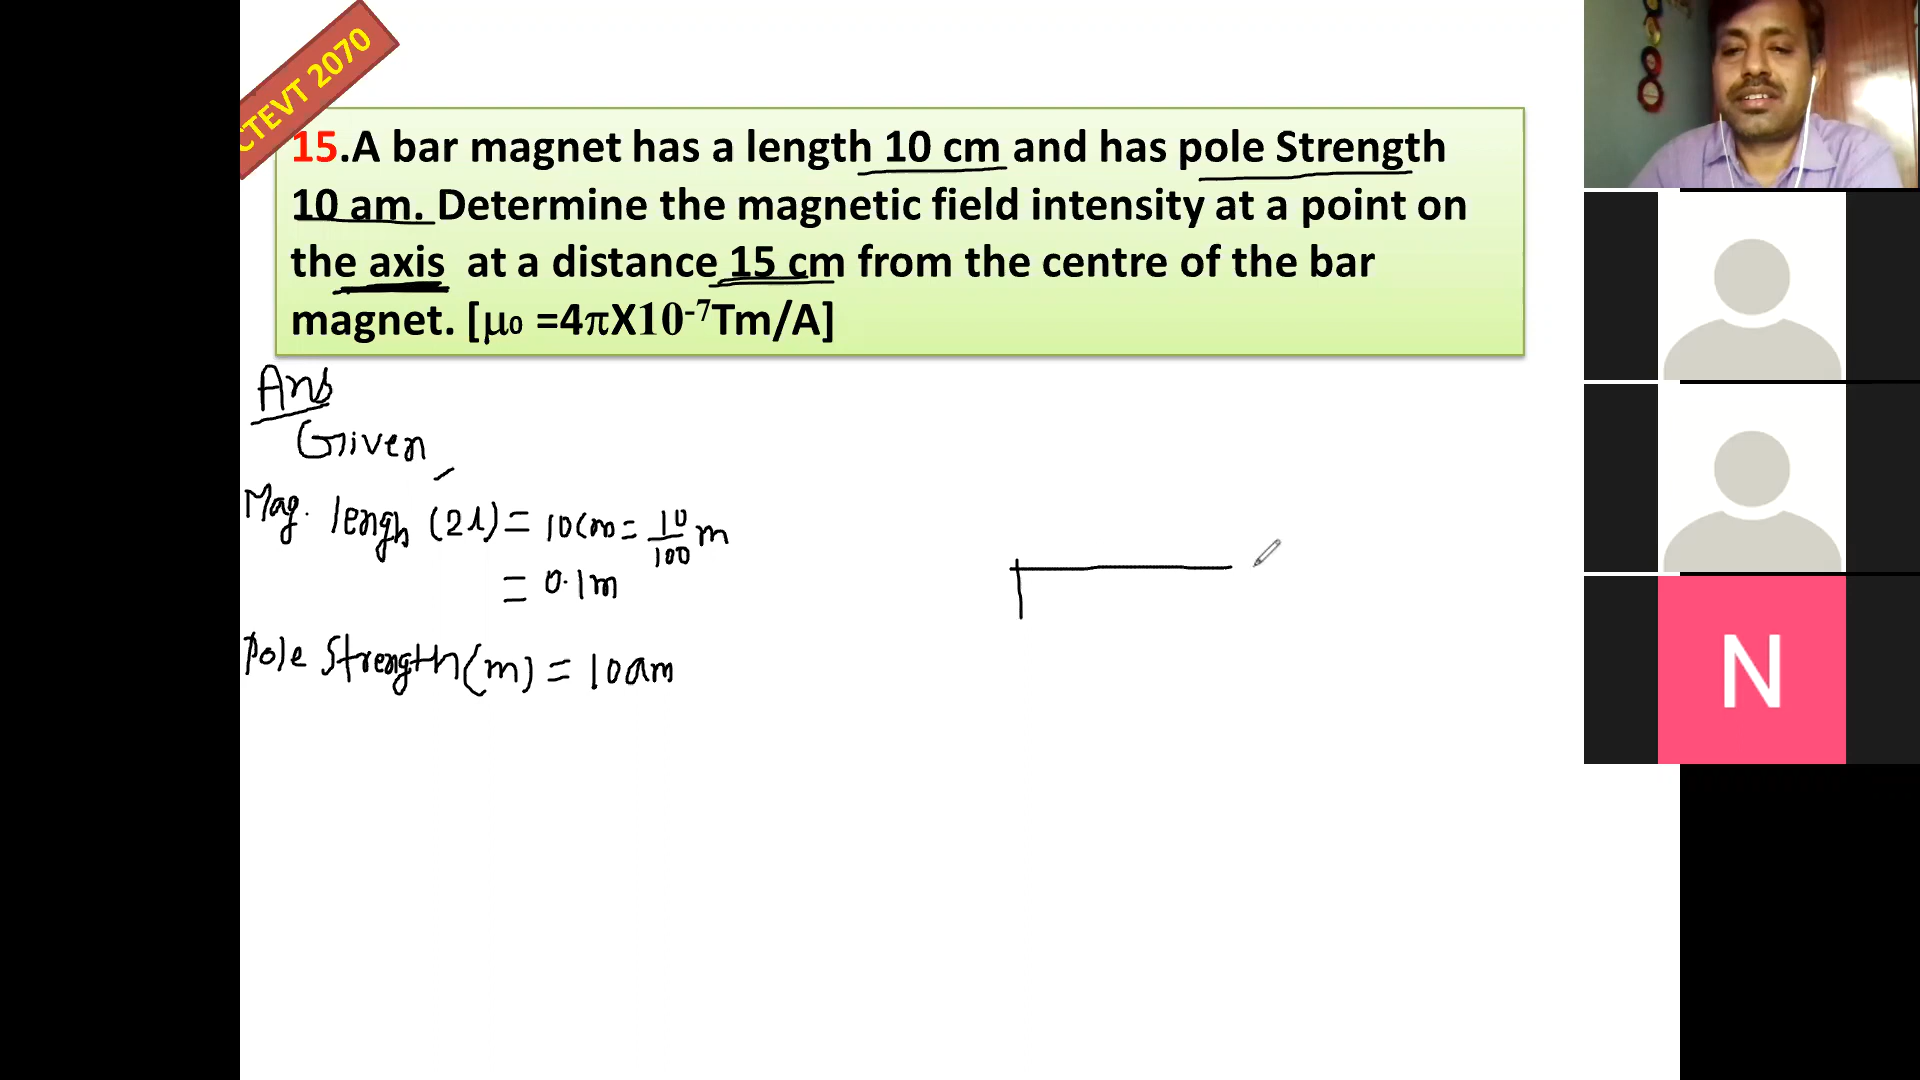 CTEVT 2070
15.A bar magnet has a length 10 cm and has pole Strength
10 am. Determine the magnetic field intensity at a point on
the axis at a distance 15 cm from the centre of the bar
magnet. [μ₀ =4πX10⁻⁷Tm/A]
Ans
Given,
Mag. lengh (2l) = 10cm = 10/100 m
= 0.1m
Pole Strength (m) = 10am
N